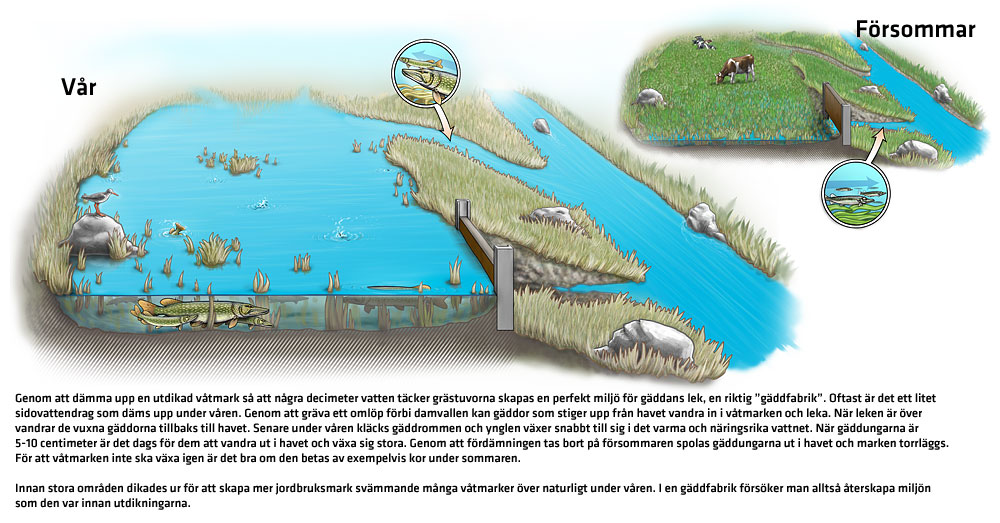 Vår
Försommar
Genom att dämma upp en utdikad våtmark så att några decimeter vatten täcker grästuvorna skapas en perfekt miljö för gäddans lek, en riktig ”gäddfabrik”. Oftast är det ett litet
sidovattendrag som däms upp under våren. Genom att gräva ett omlöp förbi damvallen kan gäddor som stiger upp från havet vandra in i våtmarken och leka. När leken är över
vandrar de vuxna gäddorna tillbaks till havet. Senare under våren kläcks gäddrommen och ynglen växer snabbt till sig i det varma och näringsrika vattnet. När gäddungarna är
5-10 centimeter är det dags för dem att vandra ut i havet och växa sig stora. Genom att fördämningen tas bort på försommaren spolas gäddungarna ut i havet och marken torrläggs.
För att våtmarken inte ska växa igen är det bra om den betas av exempelvis kor under sommaren.
Innan stora områden dikades ur för att skapa mer jordbruksmark svämmande många våtmarker över naturligt under våren. I en gäddfabrik försöker man alltså återskapa miljön
som den var innan utdikningarna.